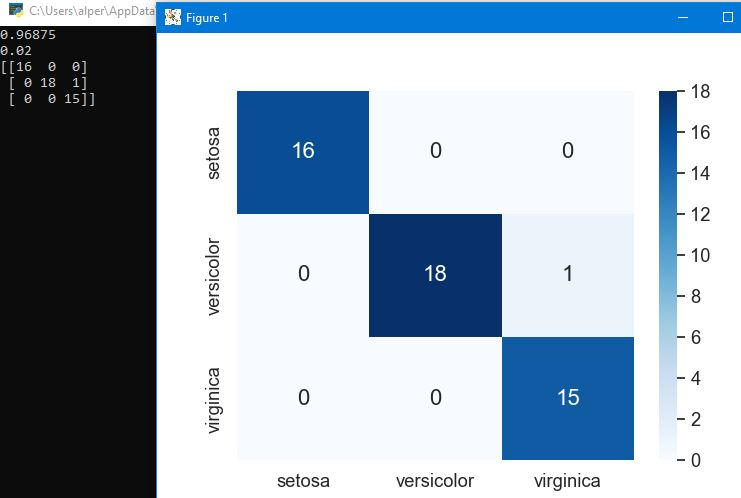 C:\Users\alper\AppData
0.96875
0.02
[[16  0  0]
 [ 0 18  1]
 [ 0  0 15]]
Figure 1
setosa 16 0 0
versicolor 0 18 1
virginica 0 0 15
setosa versicolor virginica
18
16
14
12
10
8
6
4
2
0